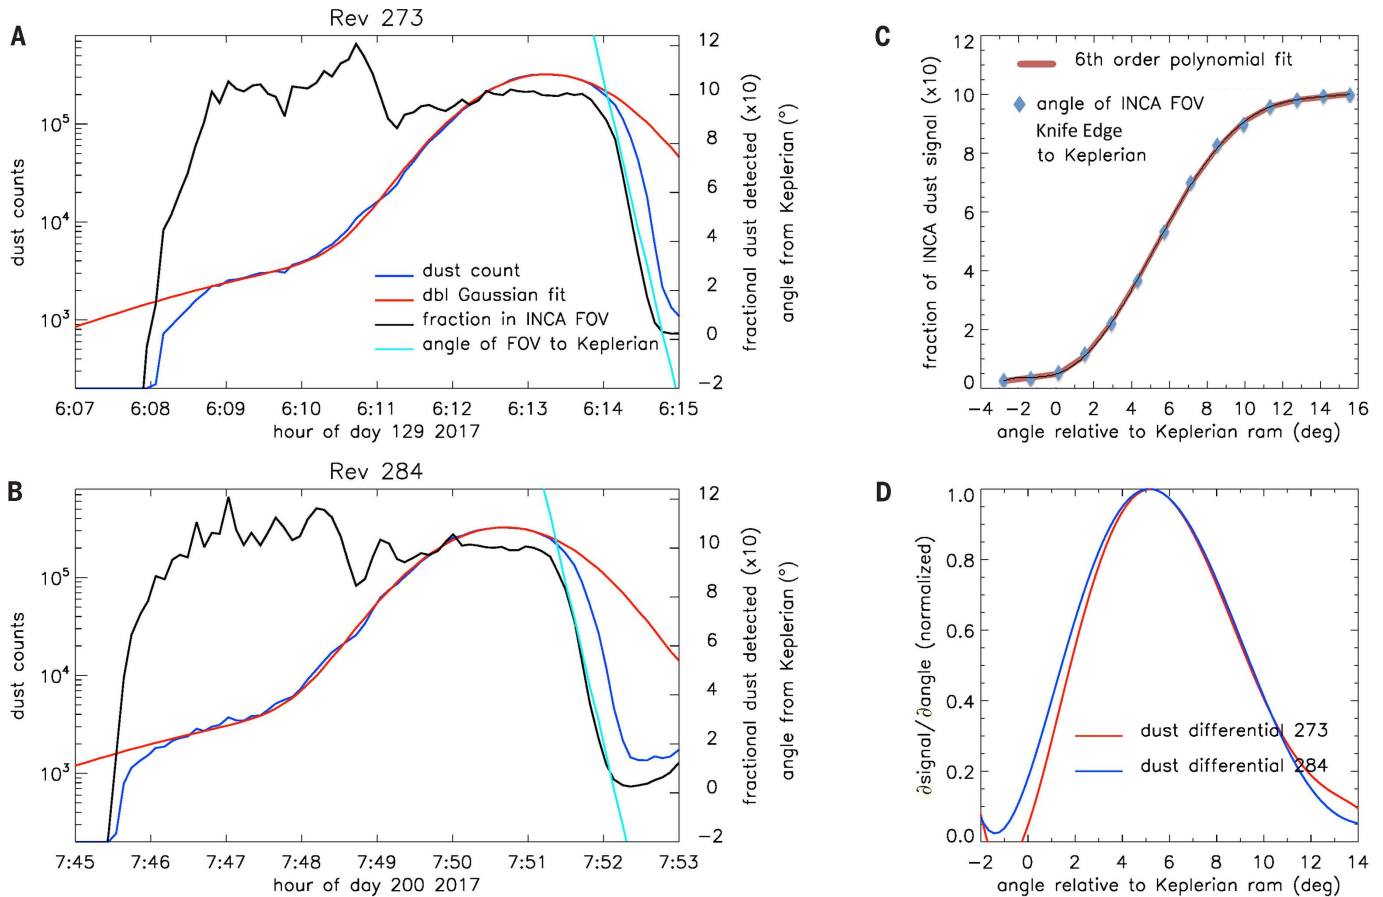 A
Rev 273
dust counts
10^5
10^4
10^3
dust count
dbl Gaussian fit
fraction in INCA FOV
angle of FOV to Keplerian
12
10
8
6
4
2
0
−2
fractional dust detected (x10)
angle from Keplerian (°)
6:07 6:08 6:09 6:10 6:11 6:12 6:13 6:14 6:15
hour of day 129 2017
B
Rev 284
dust counts
10^5
10^4
10^3
12
10
8
6
4
2
0
−2
fractional dust detected (x10)
angle from Keplerian (°)
7:45 7:46 7:47 7:48 7:49 7:50 7:51 7:52 7:53
hour of day 200 2017
C
fraction of INCA dust signal (x10)
12
10
8
6
4
2
0
6th order polynomial fit
angle of INCA FOV
Knife Edge
to Keplerian
−4 −2 0 2 4 6 8 10 12 14 16
angle relative to Keplerian ram (deg)
D
∂signal/∂angle (normalized)
1.0
0.8
0.6
0.4
0.2
0.0
dust differential 273
dust differential 284
−2 0 2 4 6 8 10 12 14
angle relative to Keplerian ram (deg)